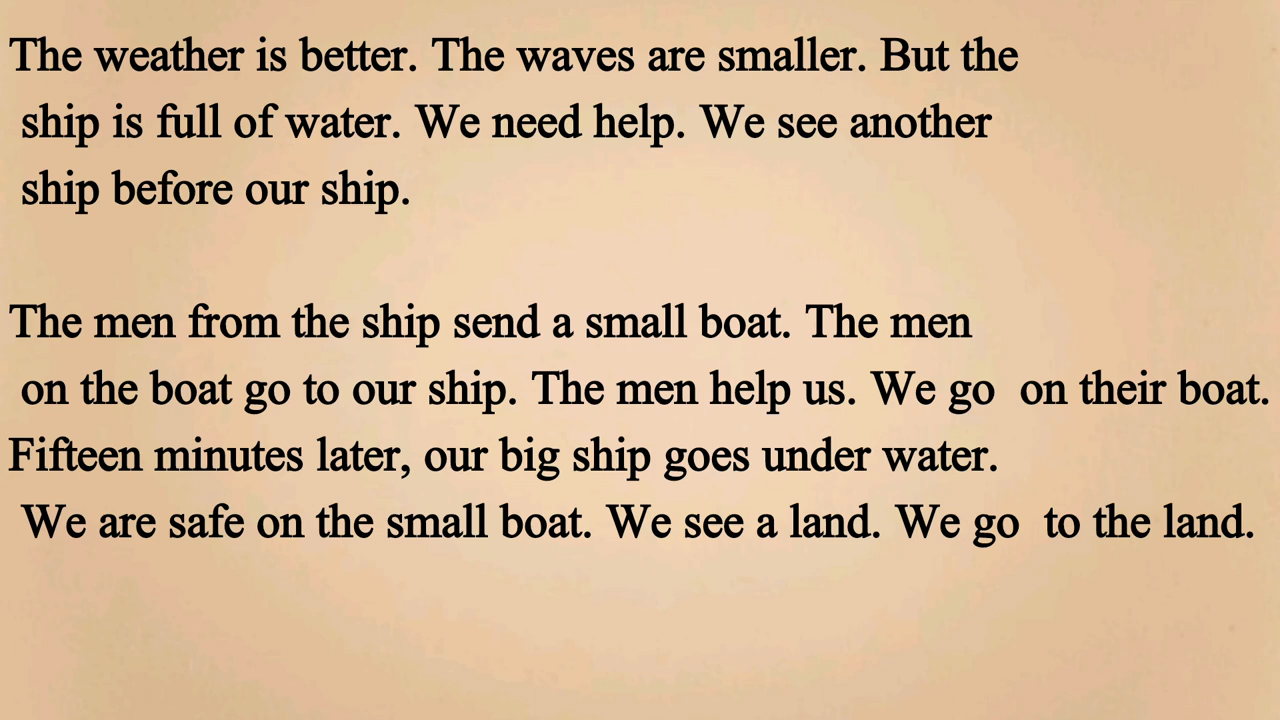 The weather is better. The waves are smaller. But the
ship is full of water. We need help. We see another
ship before our ship.
The men from the ship send a small boat. The men
on the boat go to our ship. The men help us. We go  on their boat.
Fifteen minutes later, our big ship goes under water.
We are safe on the small boat. We see a land. We go  to the land.